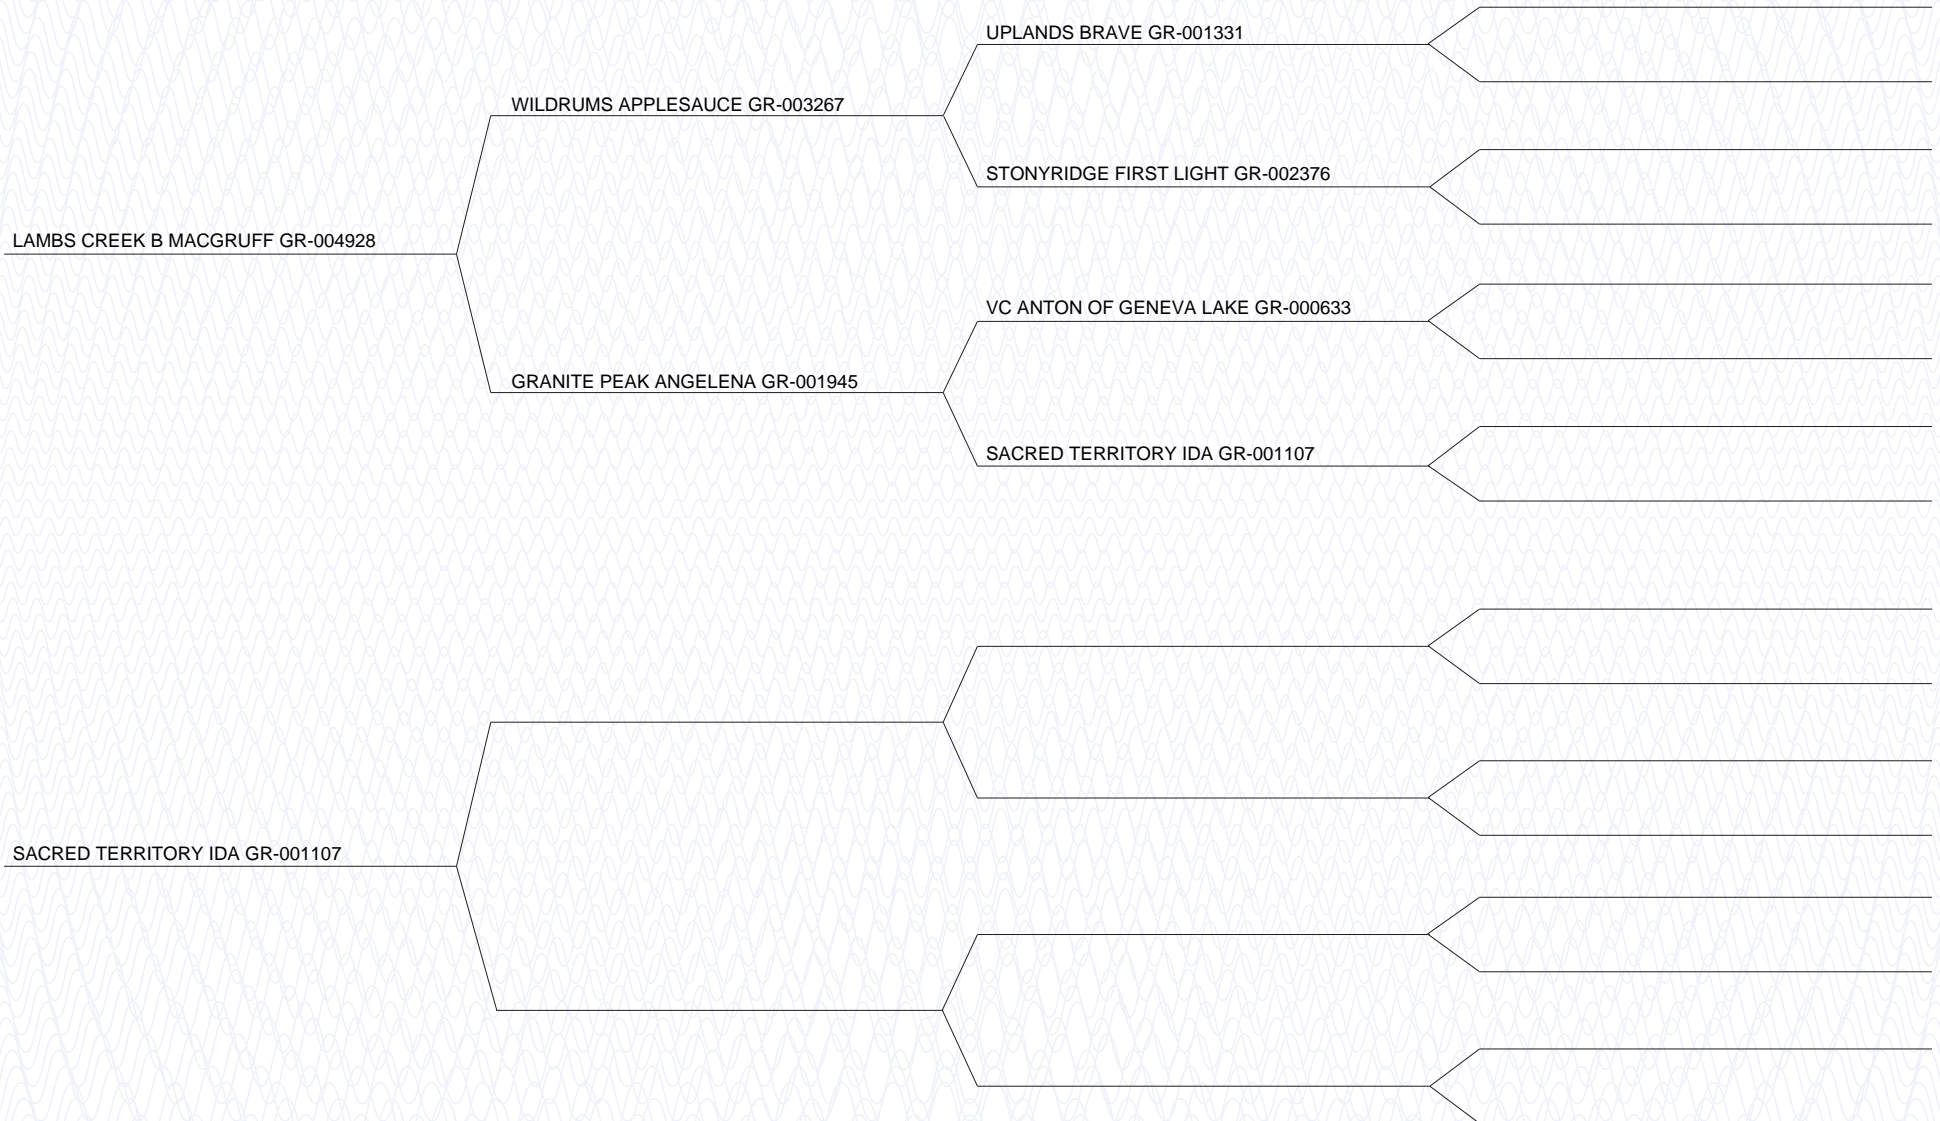 UPLANDS BRAVE GR-001331
WILDRUMS APPLESAUCE GR-003267
STONYRIDGE FIRST LIGHT GR-002376
LAMBS CREEK B MACGRUFF GR-004928
VC ANTON OF GENEVA LAKE GR-000633
GRANITE PEAK ANGELENA GR-001945
SACRED TERRITORY IDA GR-001107
SACRED TERRITORY IDA GR-001107